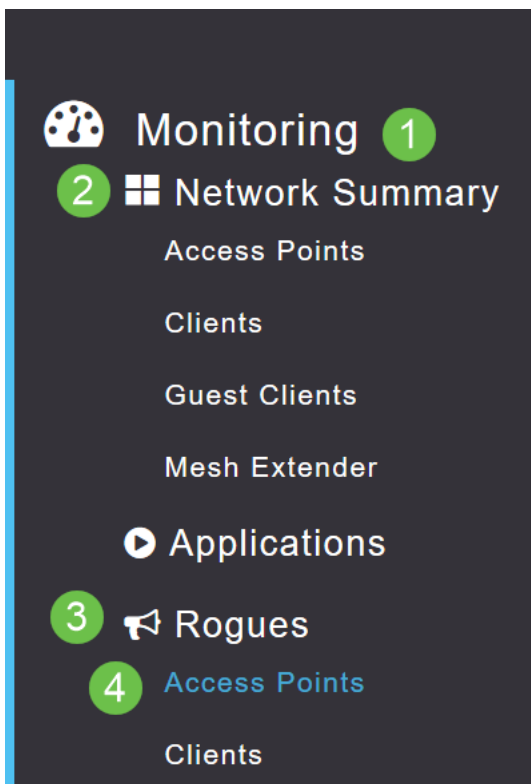 Monitoring 1
2 Network Summary
Access Points
Clients
Guest Clients
Mesh Extender
Applications
3 Rogues
4 Access Points
Clients